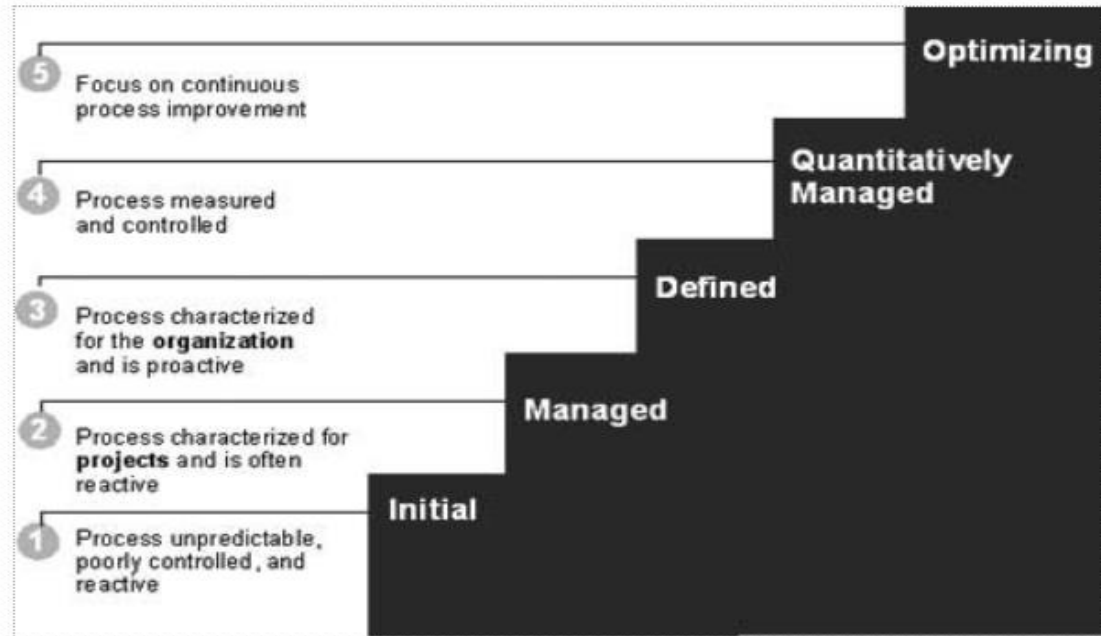 5
Optimizing
Focus on continuous
process improvement
4
Quantitatively
Managed
Process measured
and controlled
3
Defined
Process characterized
for the organization
and is proactive
2
Managed
Process characterized for
projects and is often
reactive
1
Initial
Process unpredictable,
poorly controlled, and
reactive